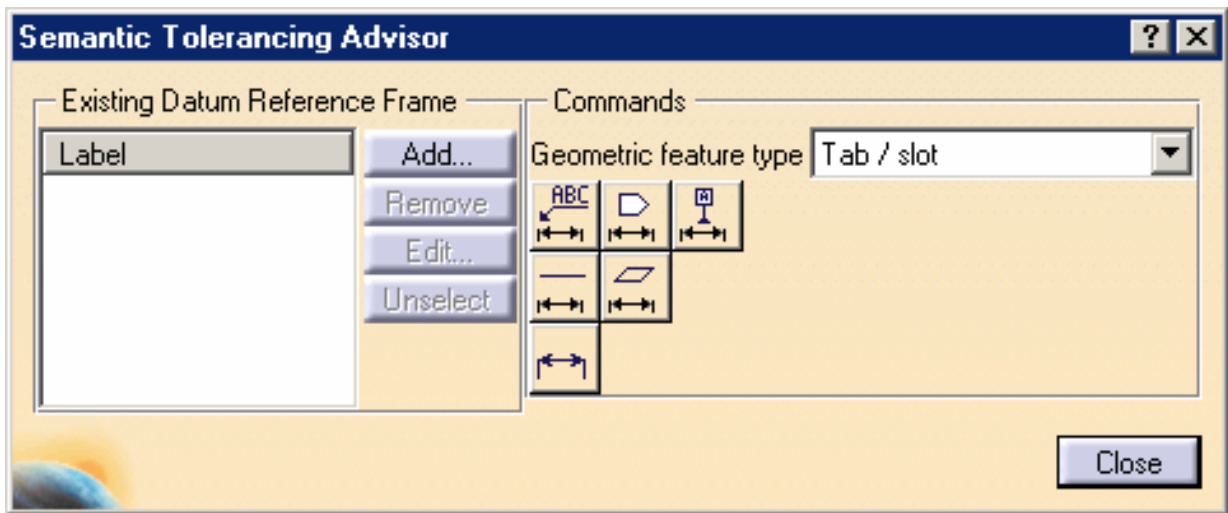 Semantic Tolerancing Advisor ? X
Existing Datum Reference Frame
Label
Add...
Remove
Edit...
Unselect
Commands
Geometric feature type Tab / slot
ABC
A
Close